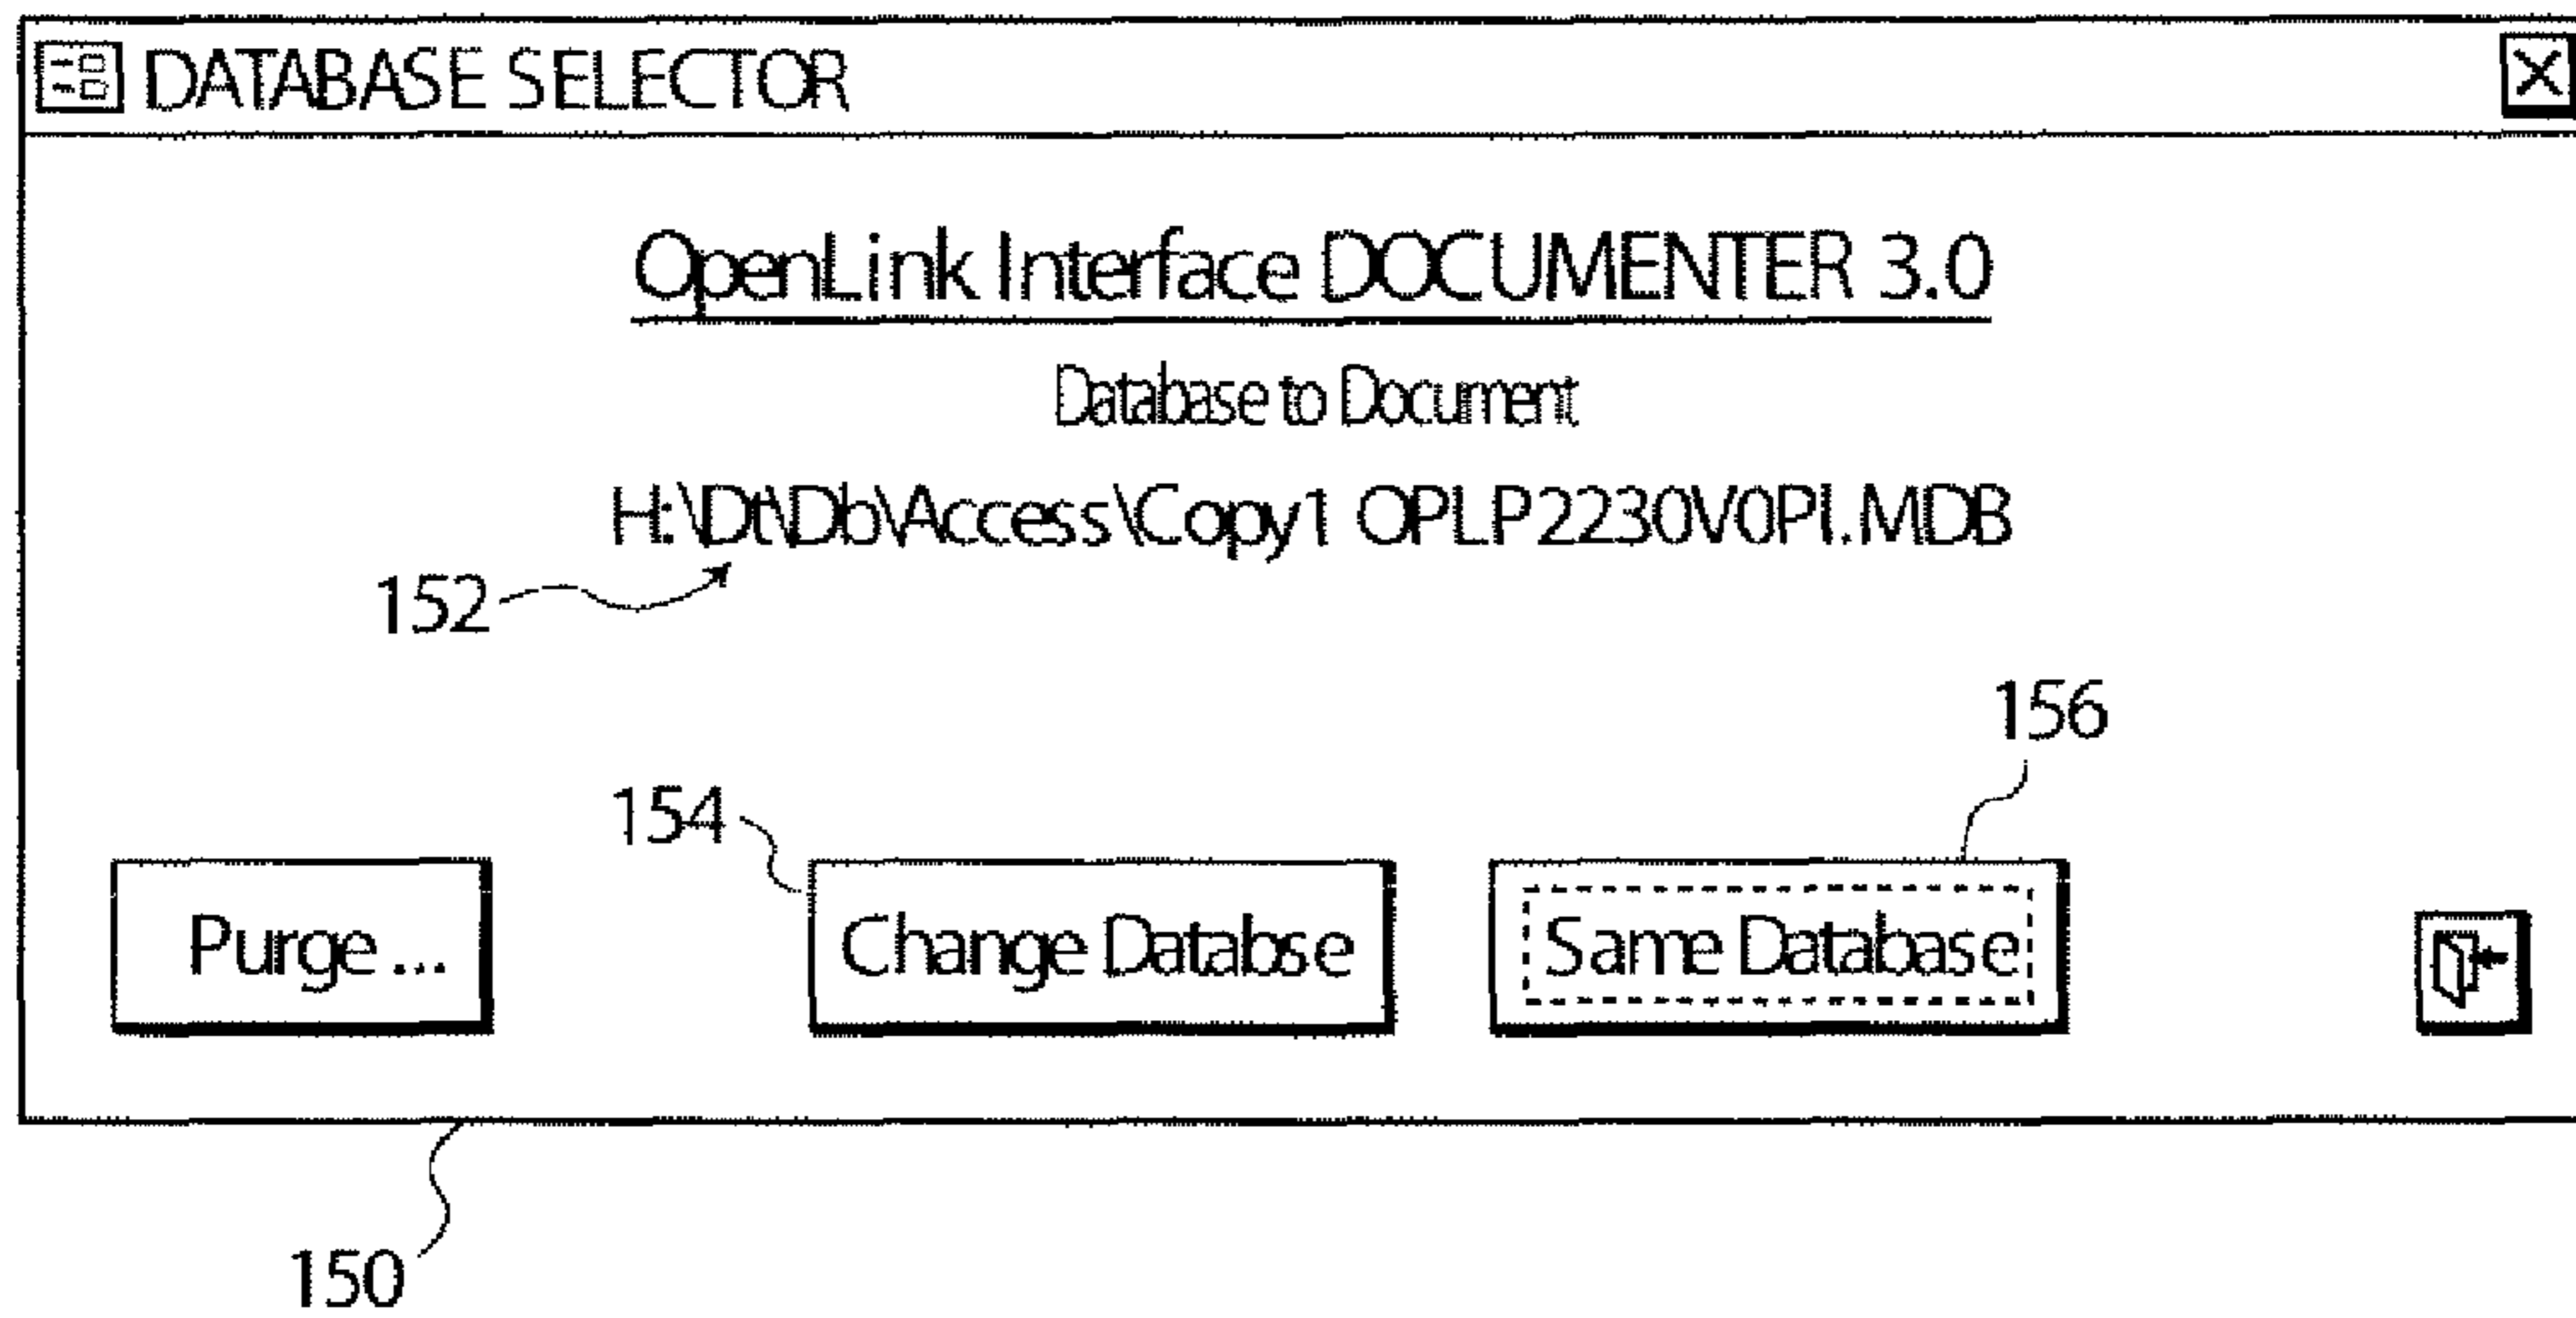 DATABASE SELECTOR
OpenLink Interface DOCUMENTER 3.0
Database to Document
H:\Dt\Db\Access\Copy1 OPLP2230V0PI.MDB
152
156
154
Purge ... Change Databse Same Database
150